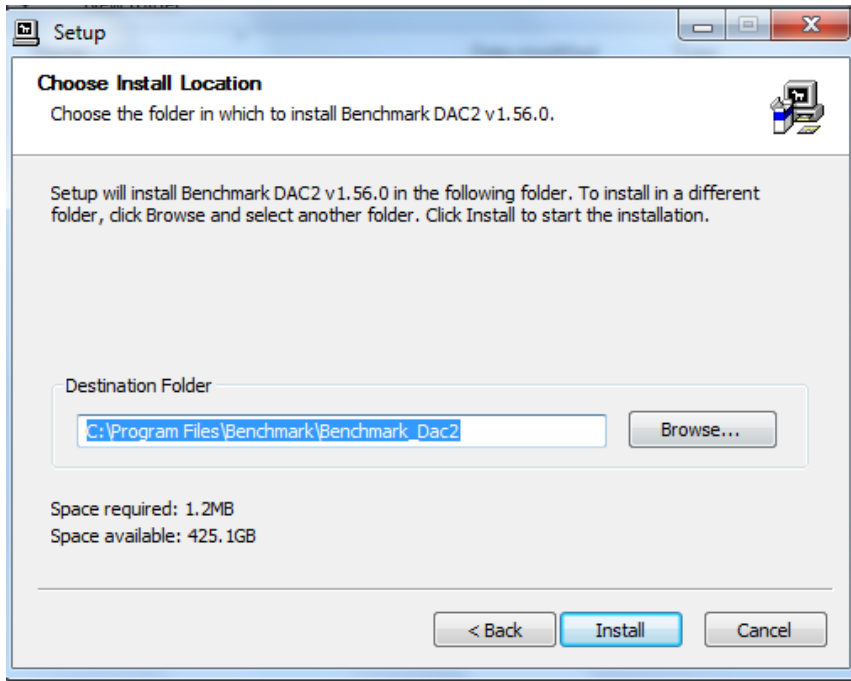 Setup
Choose Install Location
Choose the folder in which to install Benchmark DAC2 v1.56.0.
Setup will install Benchmark DAC2 v1.56.0 in the following folder. To install in a different
folder, click Browse and select another folder. Click Install to start the installation.
Destination Folder
C:\Program Files\Benchmark\Benchmark_Dac2
Browse...
Space required: 1.2MB
Space available: 425.1GB
< Back
Install
Cancel